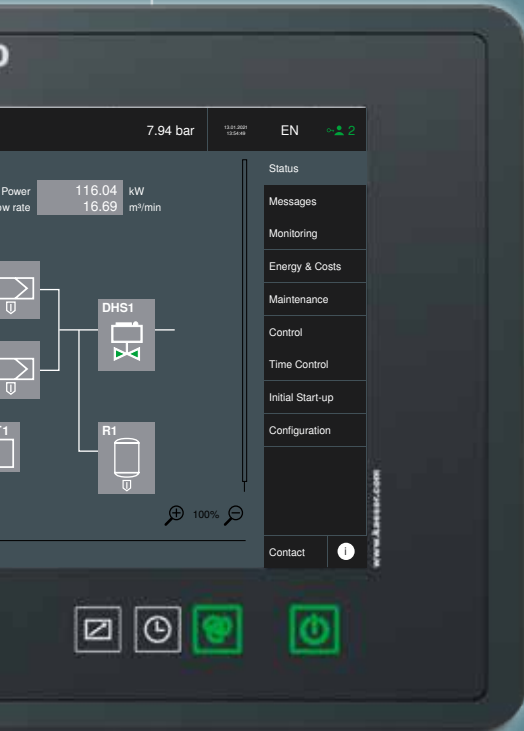 7.94 bar
13.01.2021
13:54:49
EN
2
Status
Power 116.04 kW
ow rate 16.69 m³/min
Messages
Monitoring
Energy & Costs
Maintenance
DHS1
Control
Time Control
Initial Start-up
R1
Configuration
100%
Contact
i
www.kaeser.com